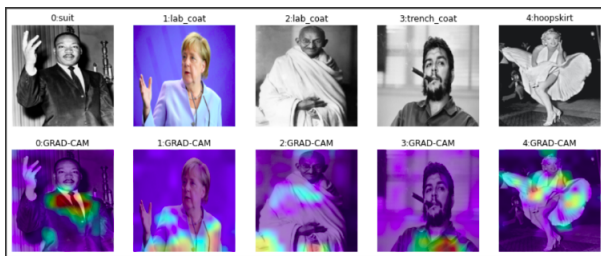 0:suit 1:lab_coat 2:lab_coat 3:trench_coat 4:hoopskirt
0:GRAD-CAM 1:GRAD-CAM 2:GRAD-CAM 3:GRAD-CAM 4:GRAD-CAM